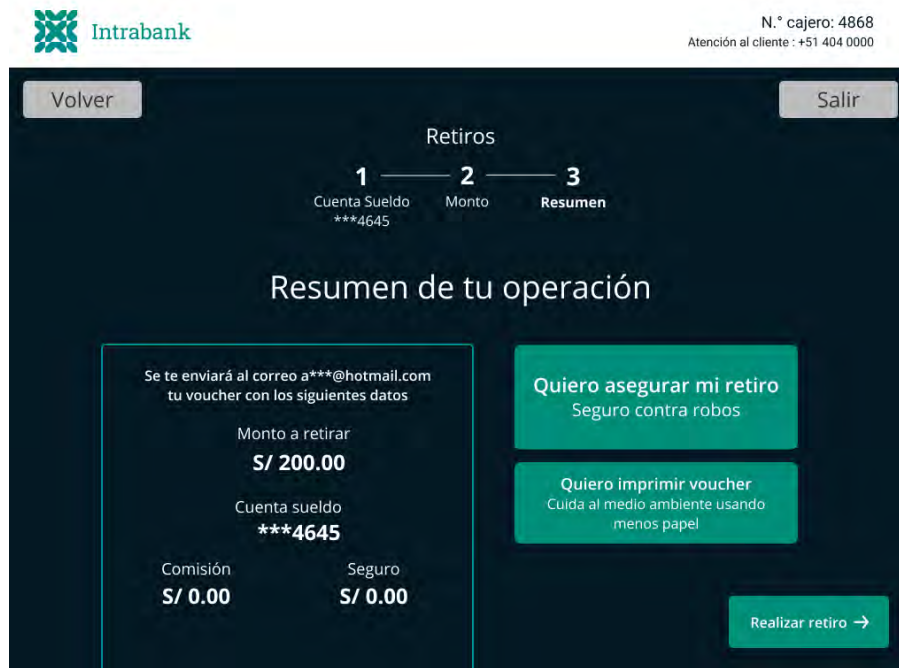 Intrabank
N.° cajero: 4868
Atención al cliente : +51 404 0000
Volver
Salir
Retiros
1 2 3
Cuenta Sueldo Monto Resumen
***4645
Resumen de tu operación
Se te enviará al correo a***@hotmail.com
tu voucher con los siguientes datos
Monto a retirar
S/ 200.00
Cuenta sueldo
***4645
Comisión Seguro
S/ 0.00 S/ 0.00
Quiero asegurar mi retiro
Seguro contra robos
Quiero imprimir voucher
Cuida al medio ambiente usando
menos papel
Realizar retiro →